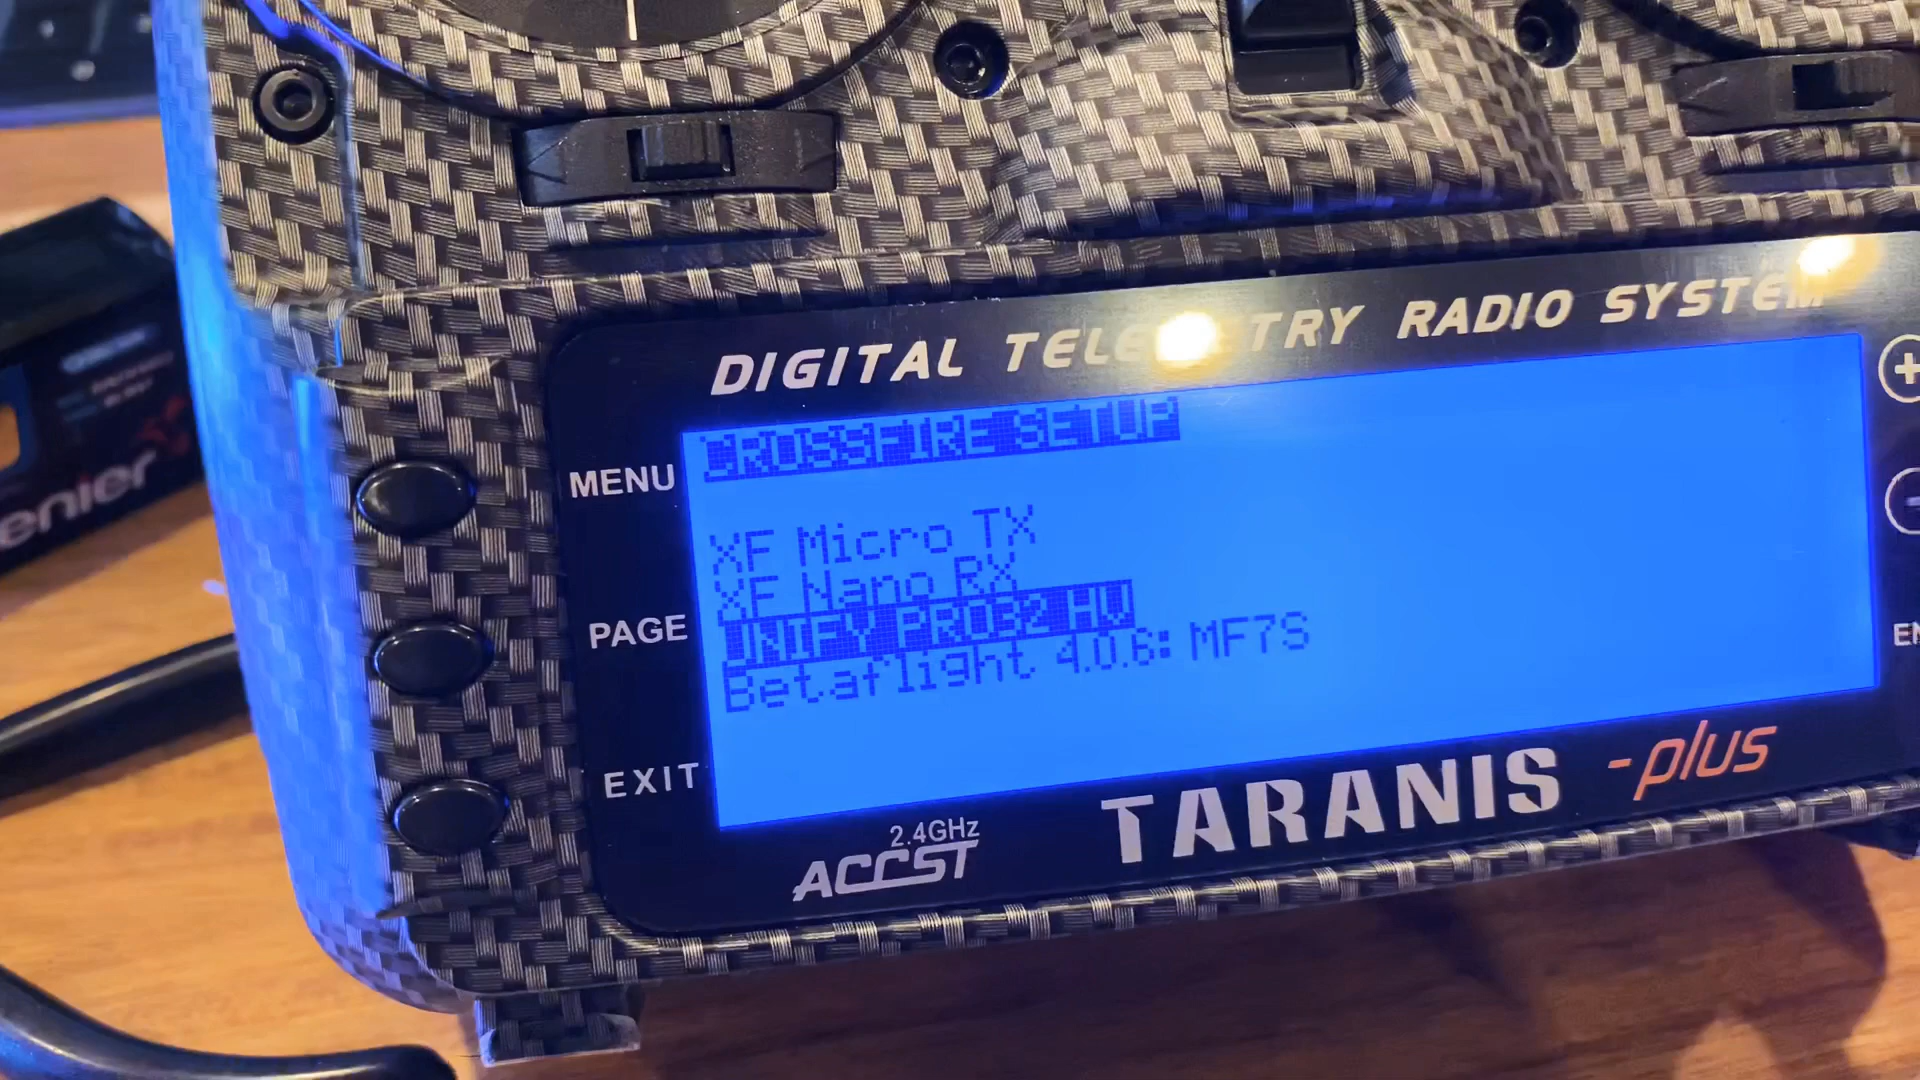 DIGITAL TELEMETRY RADIO SYSTEM
CROSSFIRE SETUP
MENU
XF Micro TX
XF Nano RX
UNIFY PRO32 HV
PAGE
Betaflight 4.0.6: MF7S
EXIT
2.4GHz
ACCST
TARANIS -plus
enier
+
-